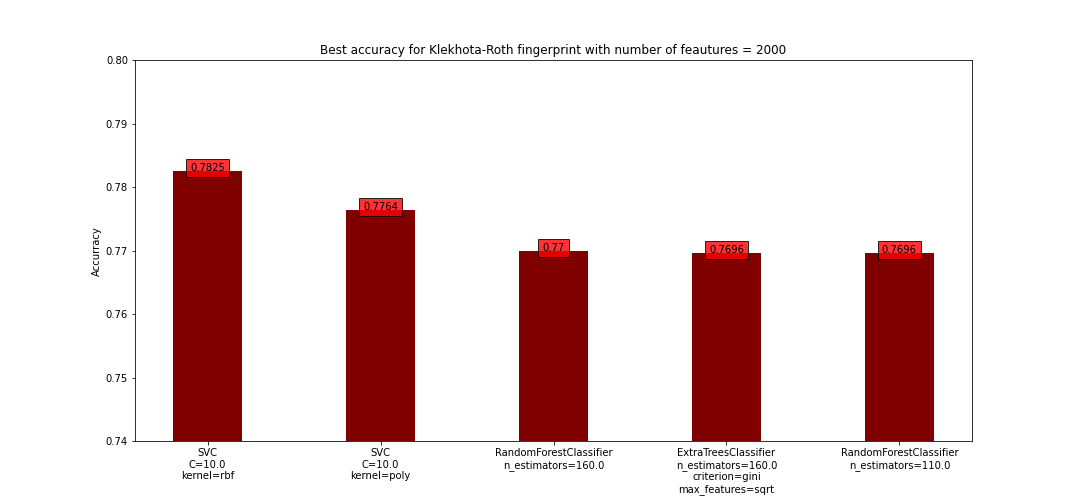 Best accuracy for Klekhota-Roth fingerprint with number of feautures = 2000
0.80
0.79
0.78
0.77
0.76
0.75
0.74
Accurracy
0.7825
0.7764
0.77
0.7696
0.7696
SVC
C=10.0
kernel=rbf
SVC
C=10.0
kernel=poly
RandomForestClassifier
n_estimators=160.0
ExtraTreesClassifier
n_estimators=160.0
criterion=gini
max_features=sqrt
RandomForestClassifier
n_estimators=110.0